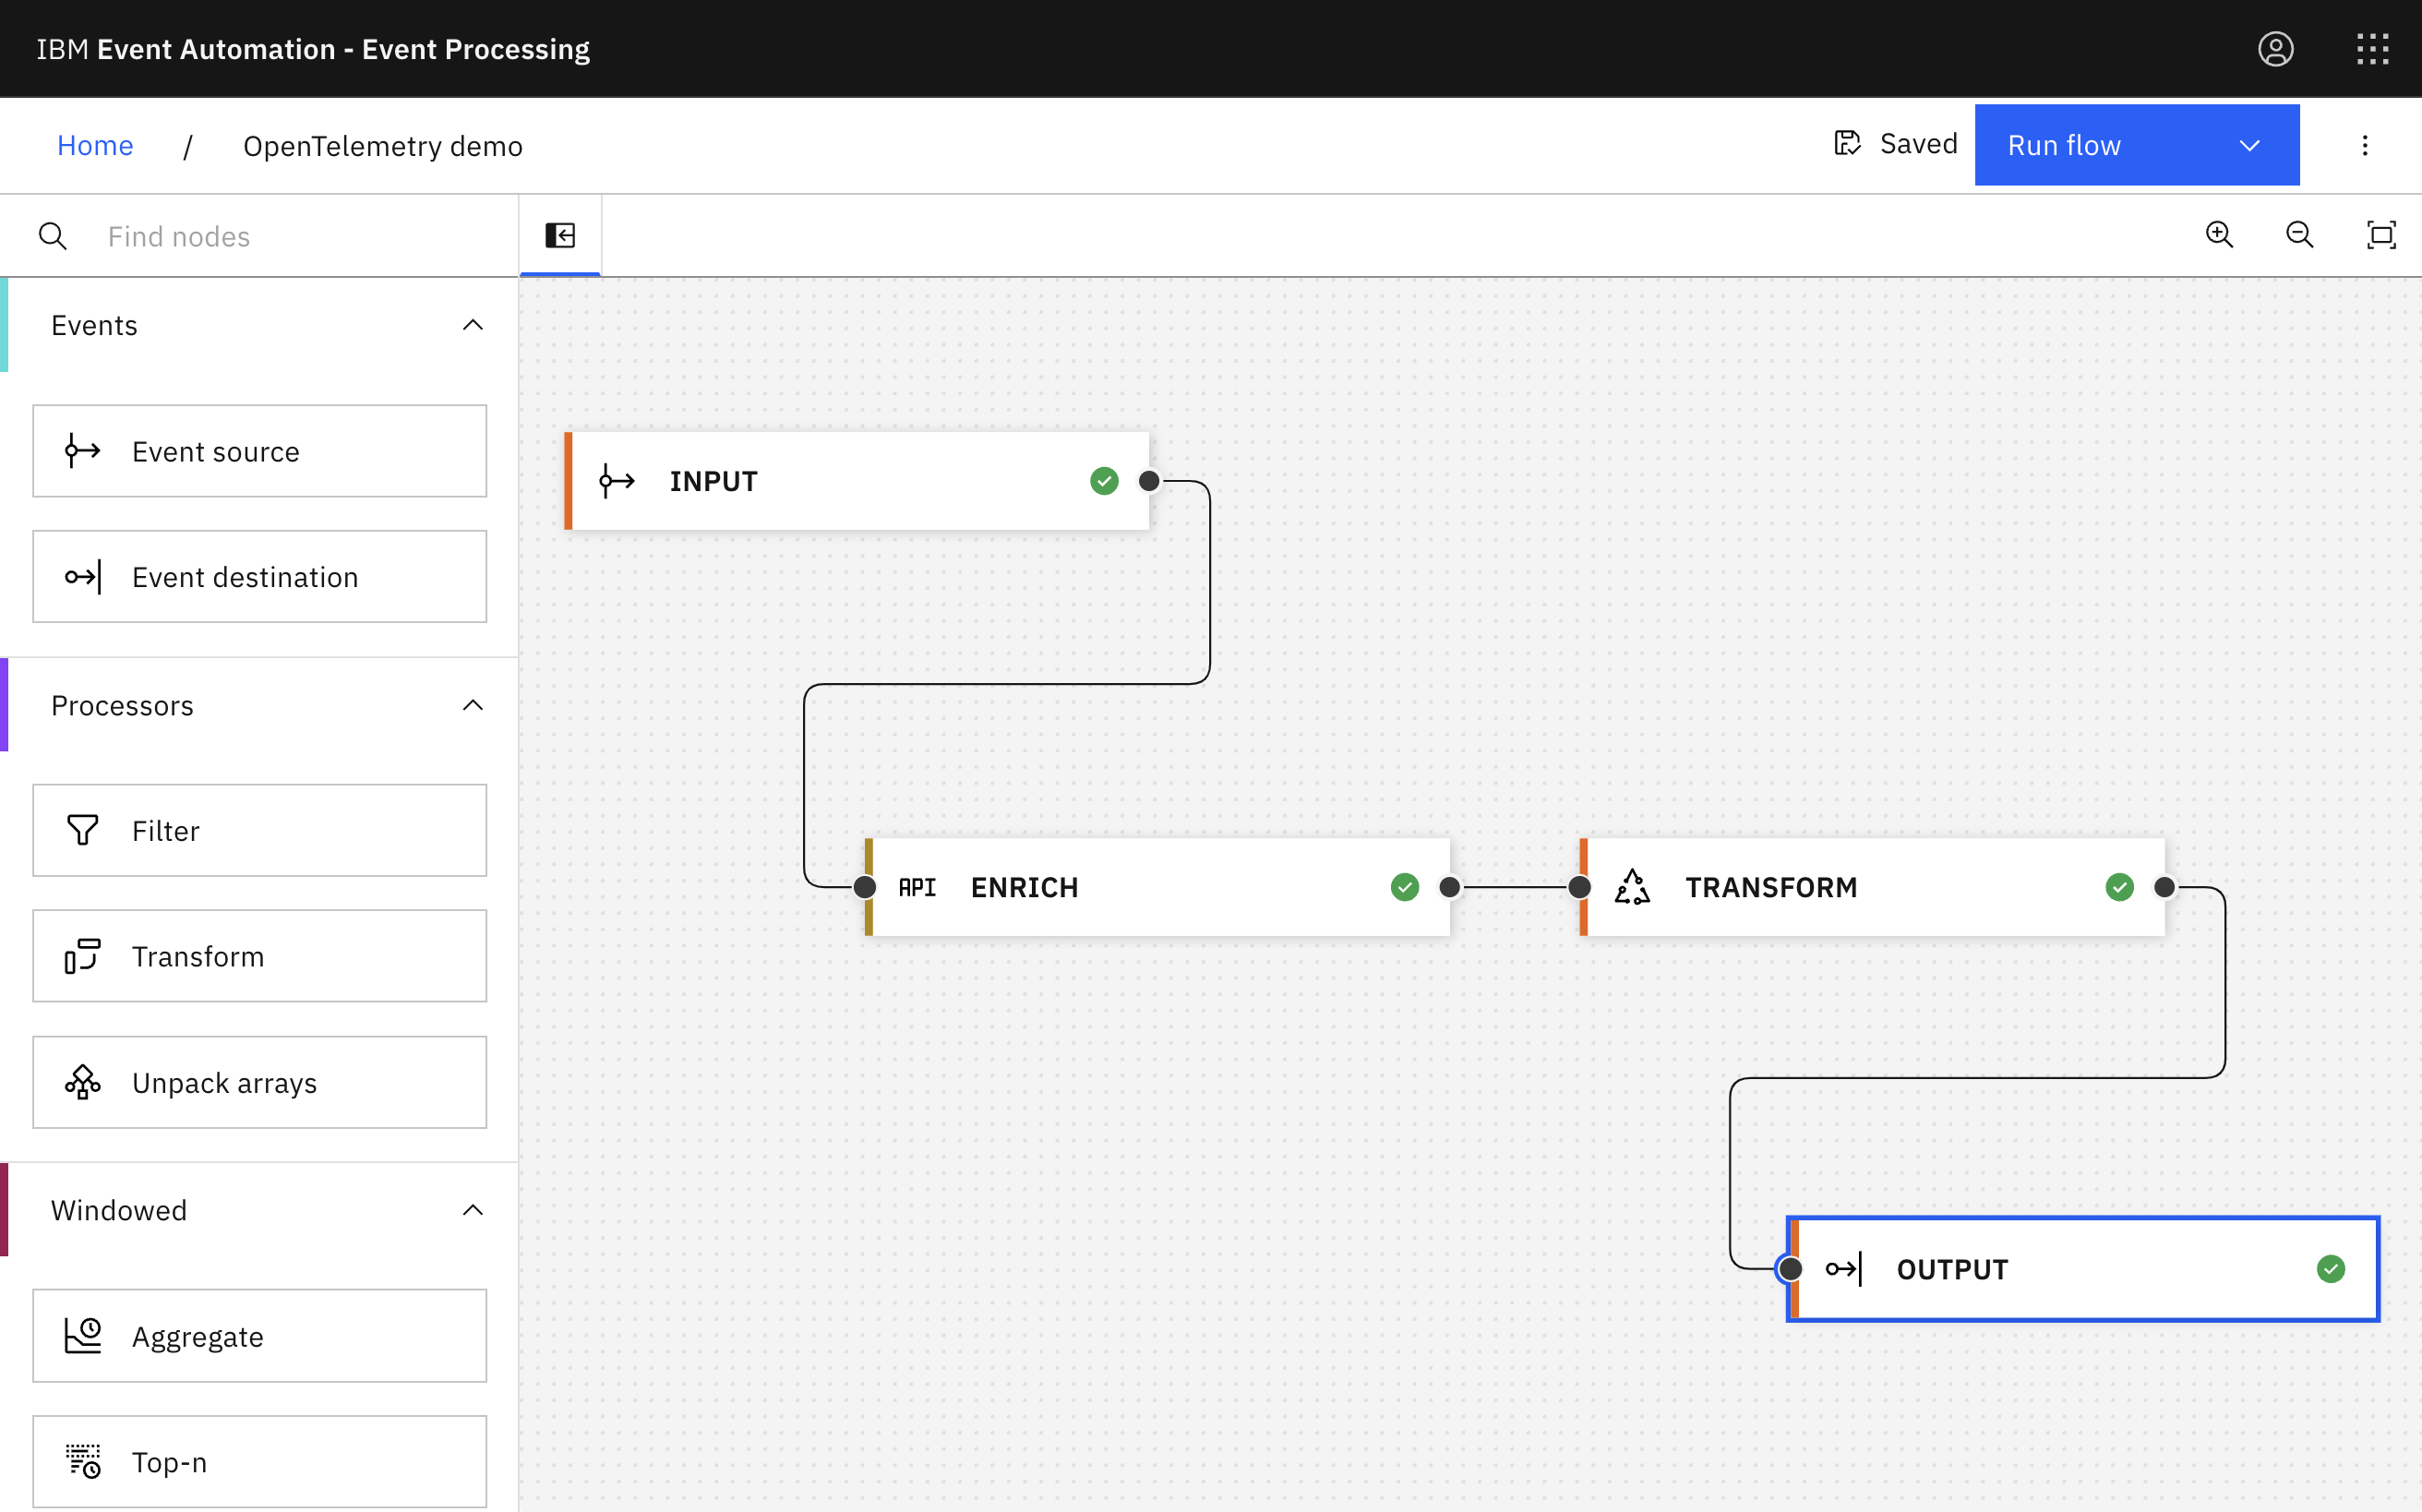 IBM Event Automation - Event Processing
Home / OpenTelemetry demo
Saved
Run flow
Find nodes
Events
Event source
Event destination
Processors
Filter
Transform
Unpack arrays
Windowed
Aggregate
Top-n
INPUT
API ENRICH
TRANSFORM
OUTPUT